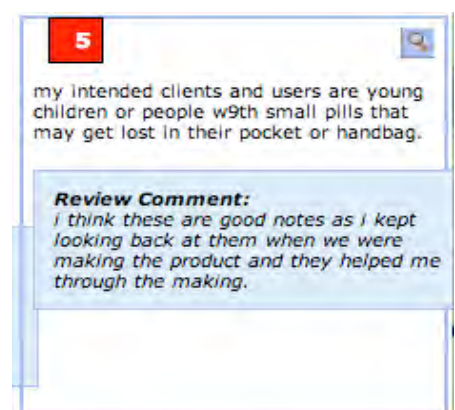 5
my intended clients and users are young
children or people w9th small pills that
may get lost in their pocket or handbag.
Review Comment:
i think these are good notes as i kept
looking back at them when we were
making the product and they helped me
through the making.